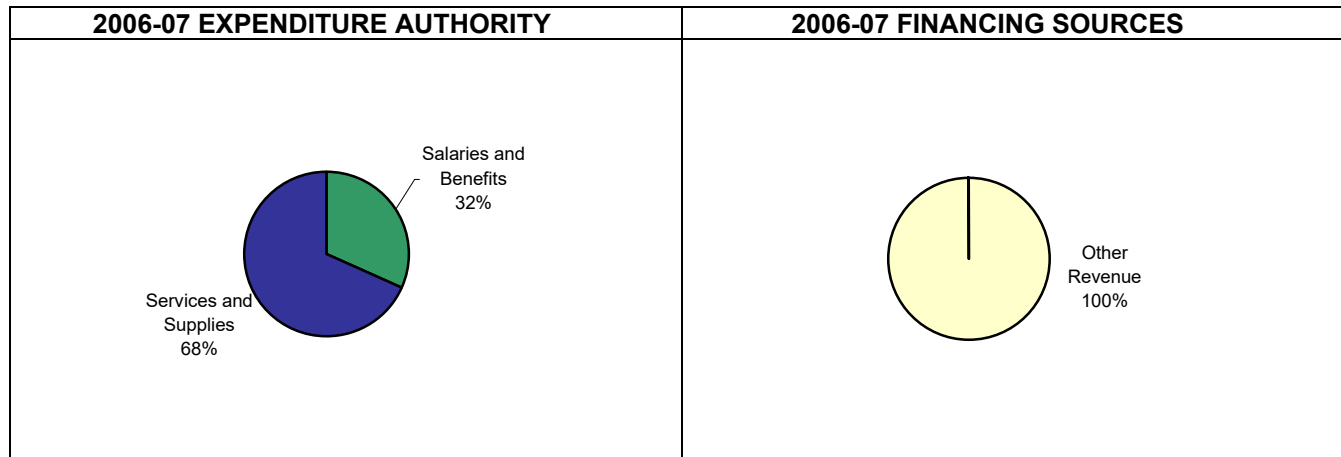 2006-07 EXPENDITURE AUTHORITY
2006-07 FINANCING SOURCES
Salaries and
Benefits
32%
Services and
Supplies
68%
Other
Revenue
100%